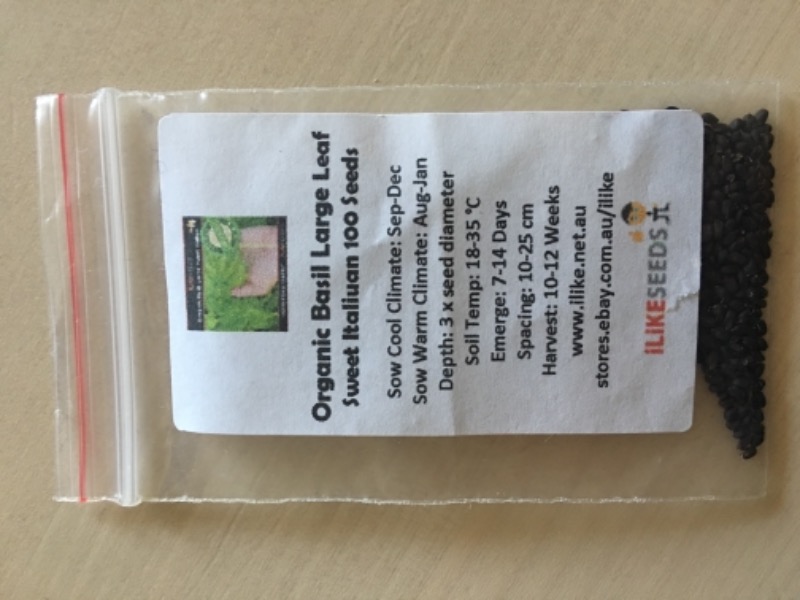 Organic Basil Large Leaf
Sweet Italiuan 100 Seeds
Sow Cool Climate: Sep-Dec
Sow Warm Climate: Aug-Jan
Depth: 3 x seed diameter
Soil Temp: 18-35 °C
Emerge: 7-14 Days
Spacing: 10-25 cm
Harvest: 10-12 Weeks
www.ilike.net.au
stores.ebay.com.au/ilike
iLIKESEEDS